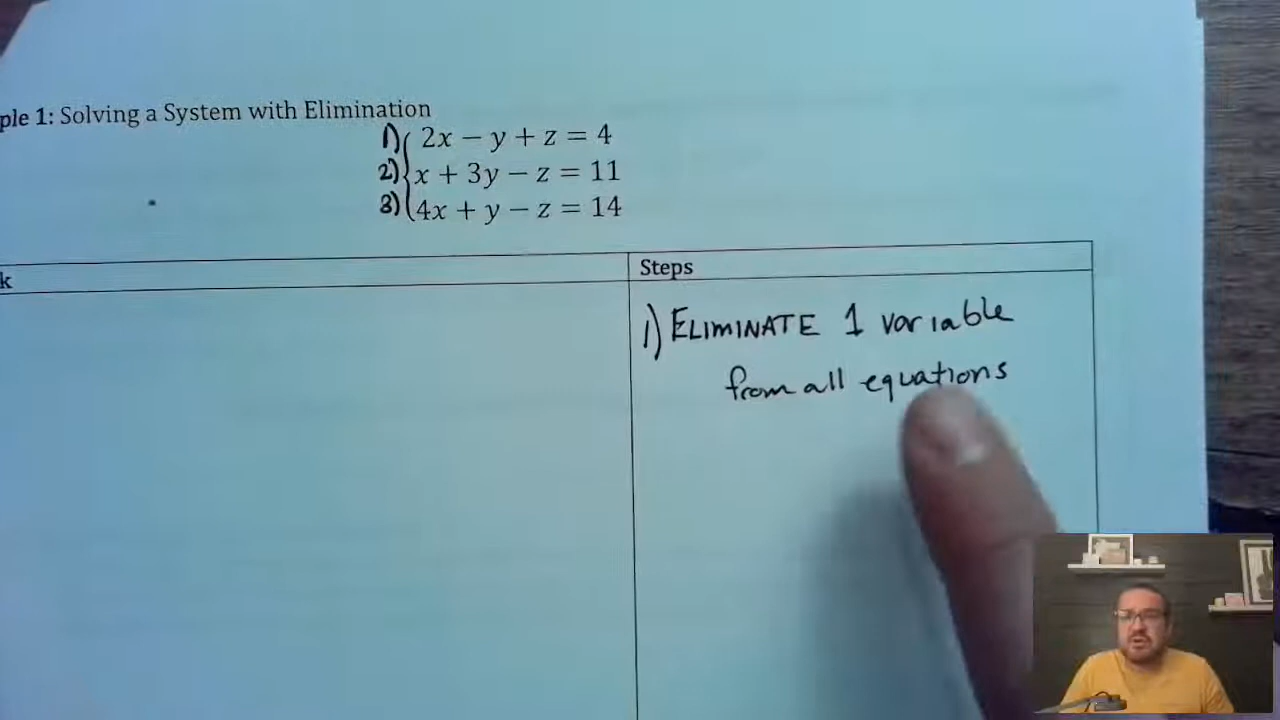 ple 1: Solving a System with Elimination
1) 2x − y + z = 4
2) x + 3y − z = 11
3) 4x + y − z = 14
k
Steps
1) ELIMINATE 1 variable
from all equations